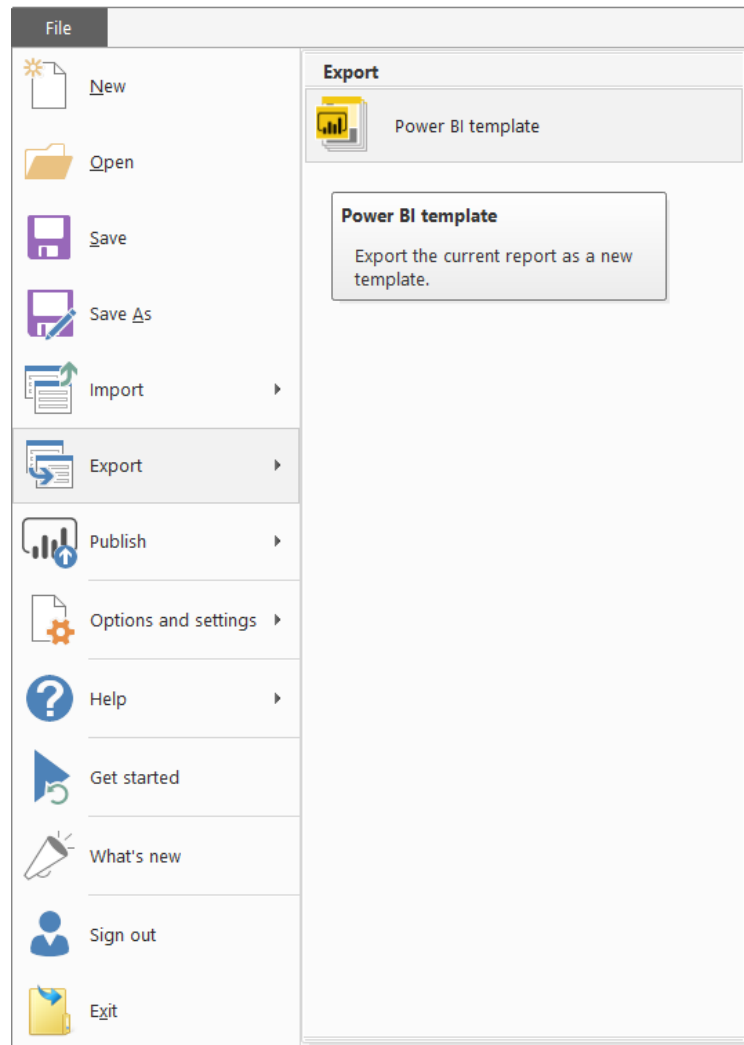 File
New
Open
Save
Save As
Import
Export
Publish
Options and settings
Help
Get started
What's new
Sign out
Exit
Export
Power BI template
Power BI template
Export the current report as a new
template.